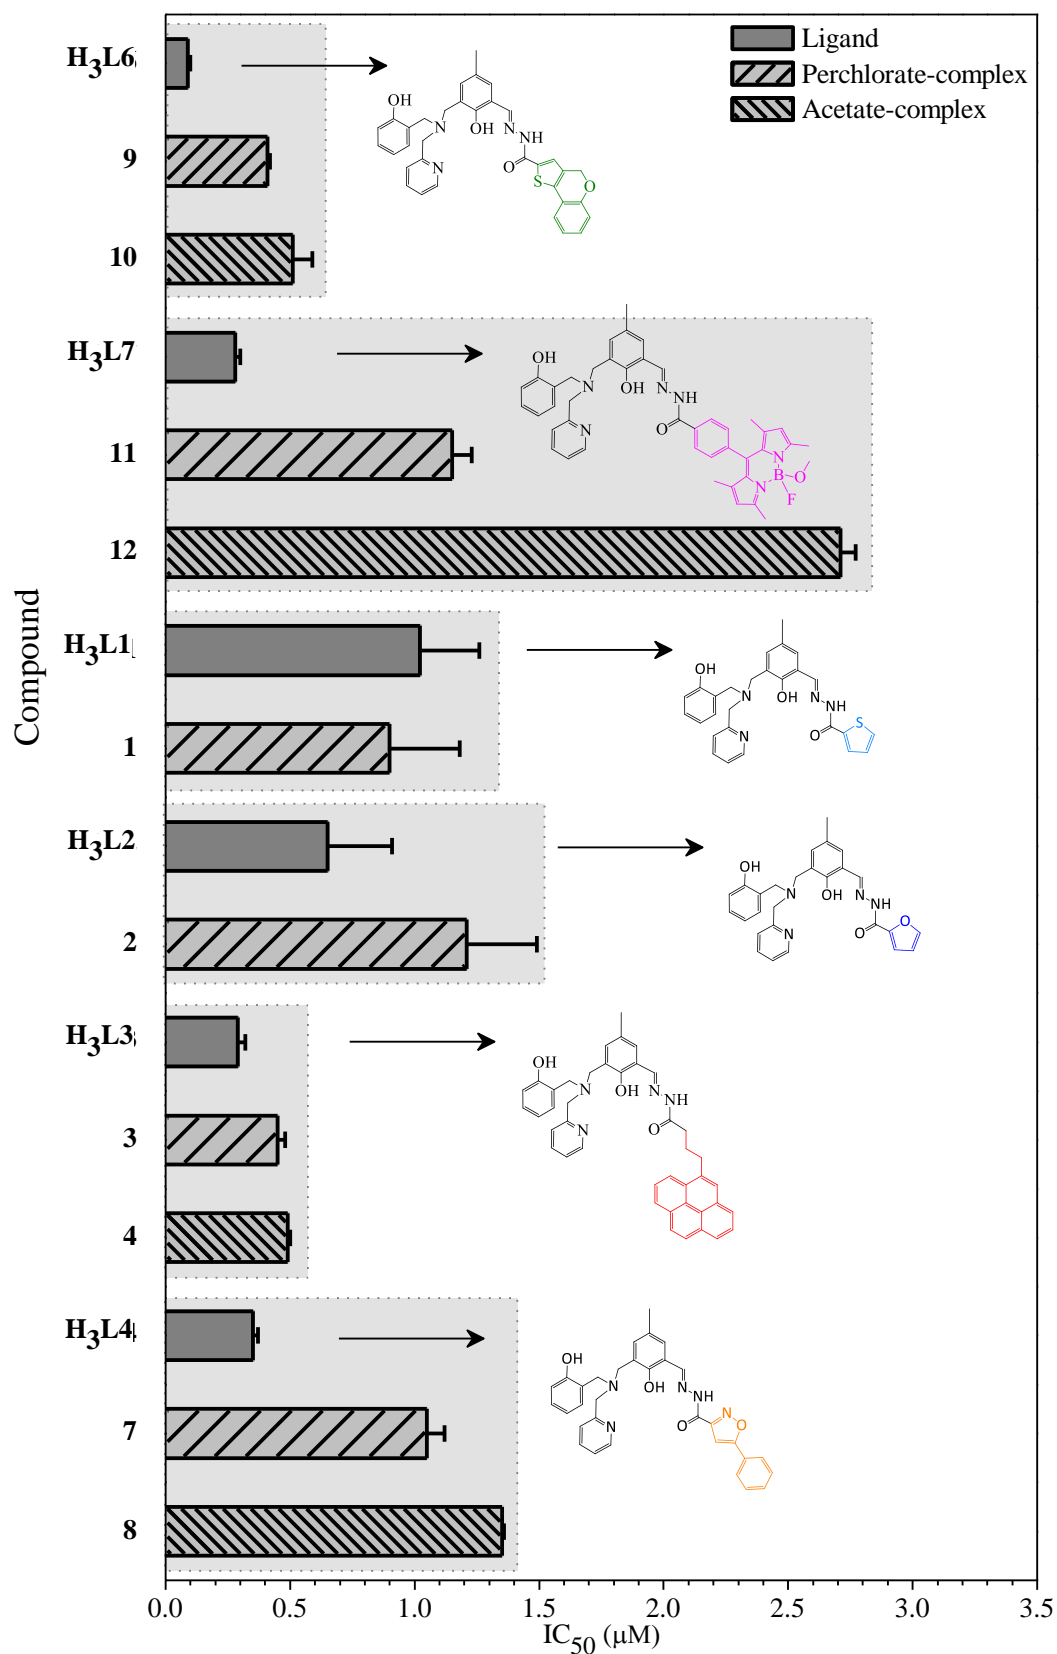 Ligand
Perchlorate-complex
Acetate-complex
H3L6
9
10
H3L7
11
12
H3L1
1
H3L2
2
H3L3
3
4
H3L4
7
8
Compound
OH
N
OH
N
NH
N
O
S
O
OH
N
OH
N
NH
N
O
N
N
B
O
F
OH
N
OH
N
NH
N
O
S
OH
N
OH
N
NH
N
O
O
OH
N
OH
N
NH
N
O
OH
N
OH
N
NH
N
O
N
O
0.0 0.5 1.0 1.5 2.0 2.5 3.0 3.5
IC50 (µM)